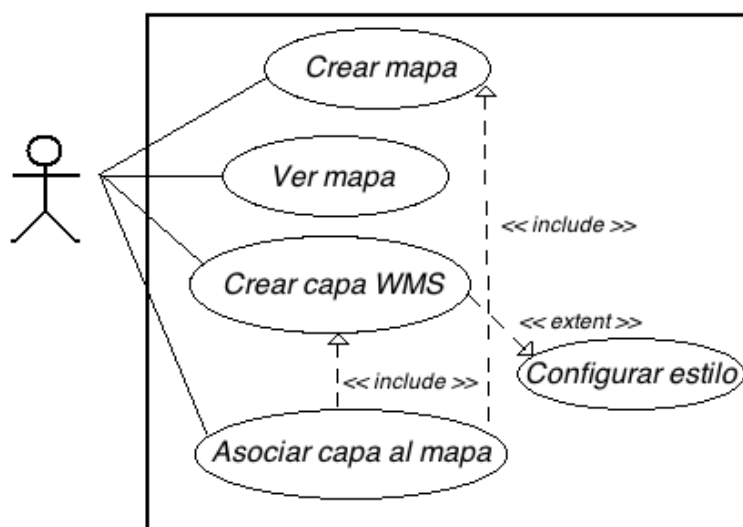 Crear mapa
Ver mapa
<< include >>
Crear capa WMS
<< extent >>
Configurar estilo
<< include >>
Asociar capa al mapa